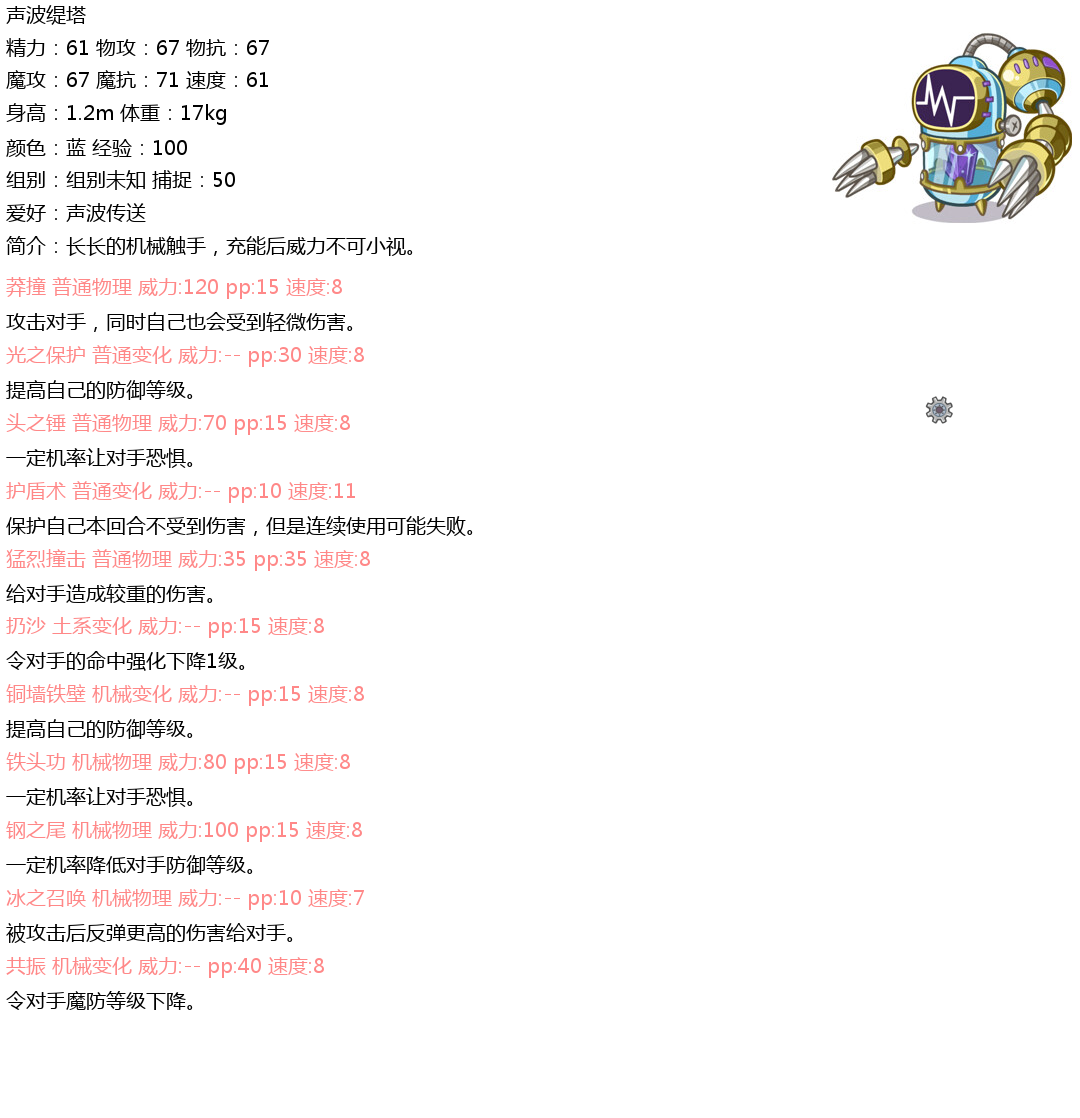 声波缇塔
精力：61 物攻：67 物抗：67
魔攻：67 魔抗：71 速度：61
身高：1.2m 体重：17kg
颜色：蓝 经验：100
组别：组别未知 捕捉：50
爱好：声波传送
简介：长长的机械触手，充能后威力不可小视。
莽撞 普通物理 威力:120 pp:15 速度:8
攻击对手，同时自己也会受到轻微伤害。
光之保护 普通变化 威力:-- pp:30 速度:8
提高自己的防御等级。
头之锤 普通物理 威力:70 pp:15 速度:8
一定机率让对手恐惧。
护盾术 普通变化 威力:-- pp:10 速度:11
保护自己本回合不受到伤害，但是连续使用可能失败。
猛烈撞击 普通物理 威力:35 pp:35 速度:8
给对手造成较重的伤害。
扔沙 土系变化 威力:-- pp:15 速度:8
令对手的命中强化下降1级。
铜墙铁壁 机械变化 威力:-- pp:15 速度:8
提高自己的防御等级。
铁头功 机械物理 威力:80 pp:15 速度:8
一定机率让对手恐惧。
钢之尾 机械物理 威力:100 pp:15 速度:8
一定机率降低对手防御等级。
冰之召唤 机械物理 威力:-- pp:10 速度:7
被攻击后反弹更高的伤害给对手。
共振 机械变化 威力:-- pp:40 速度:8
令对手魔防等级下降。